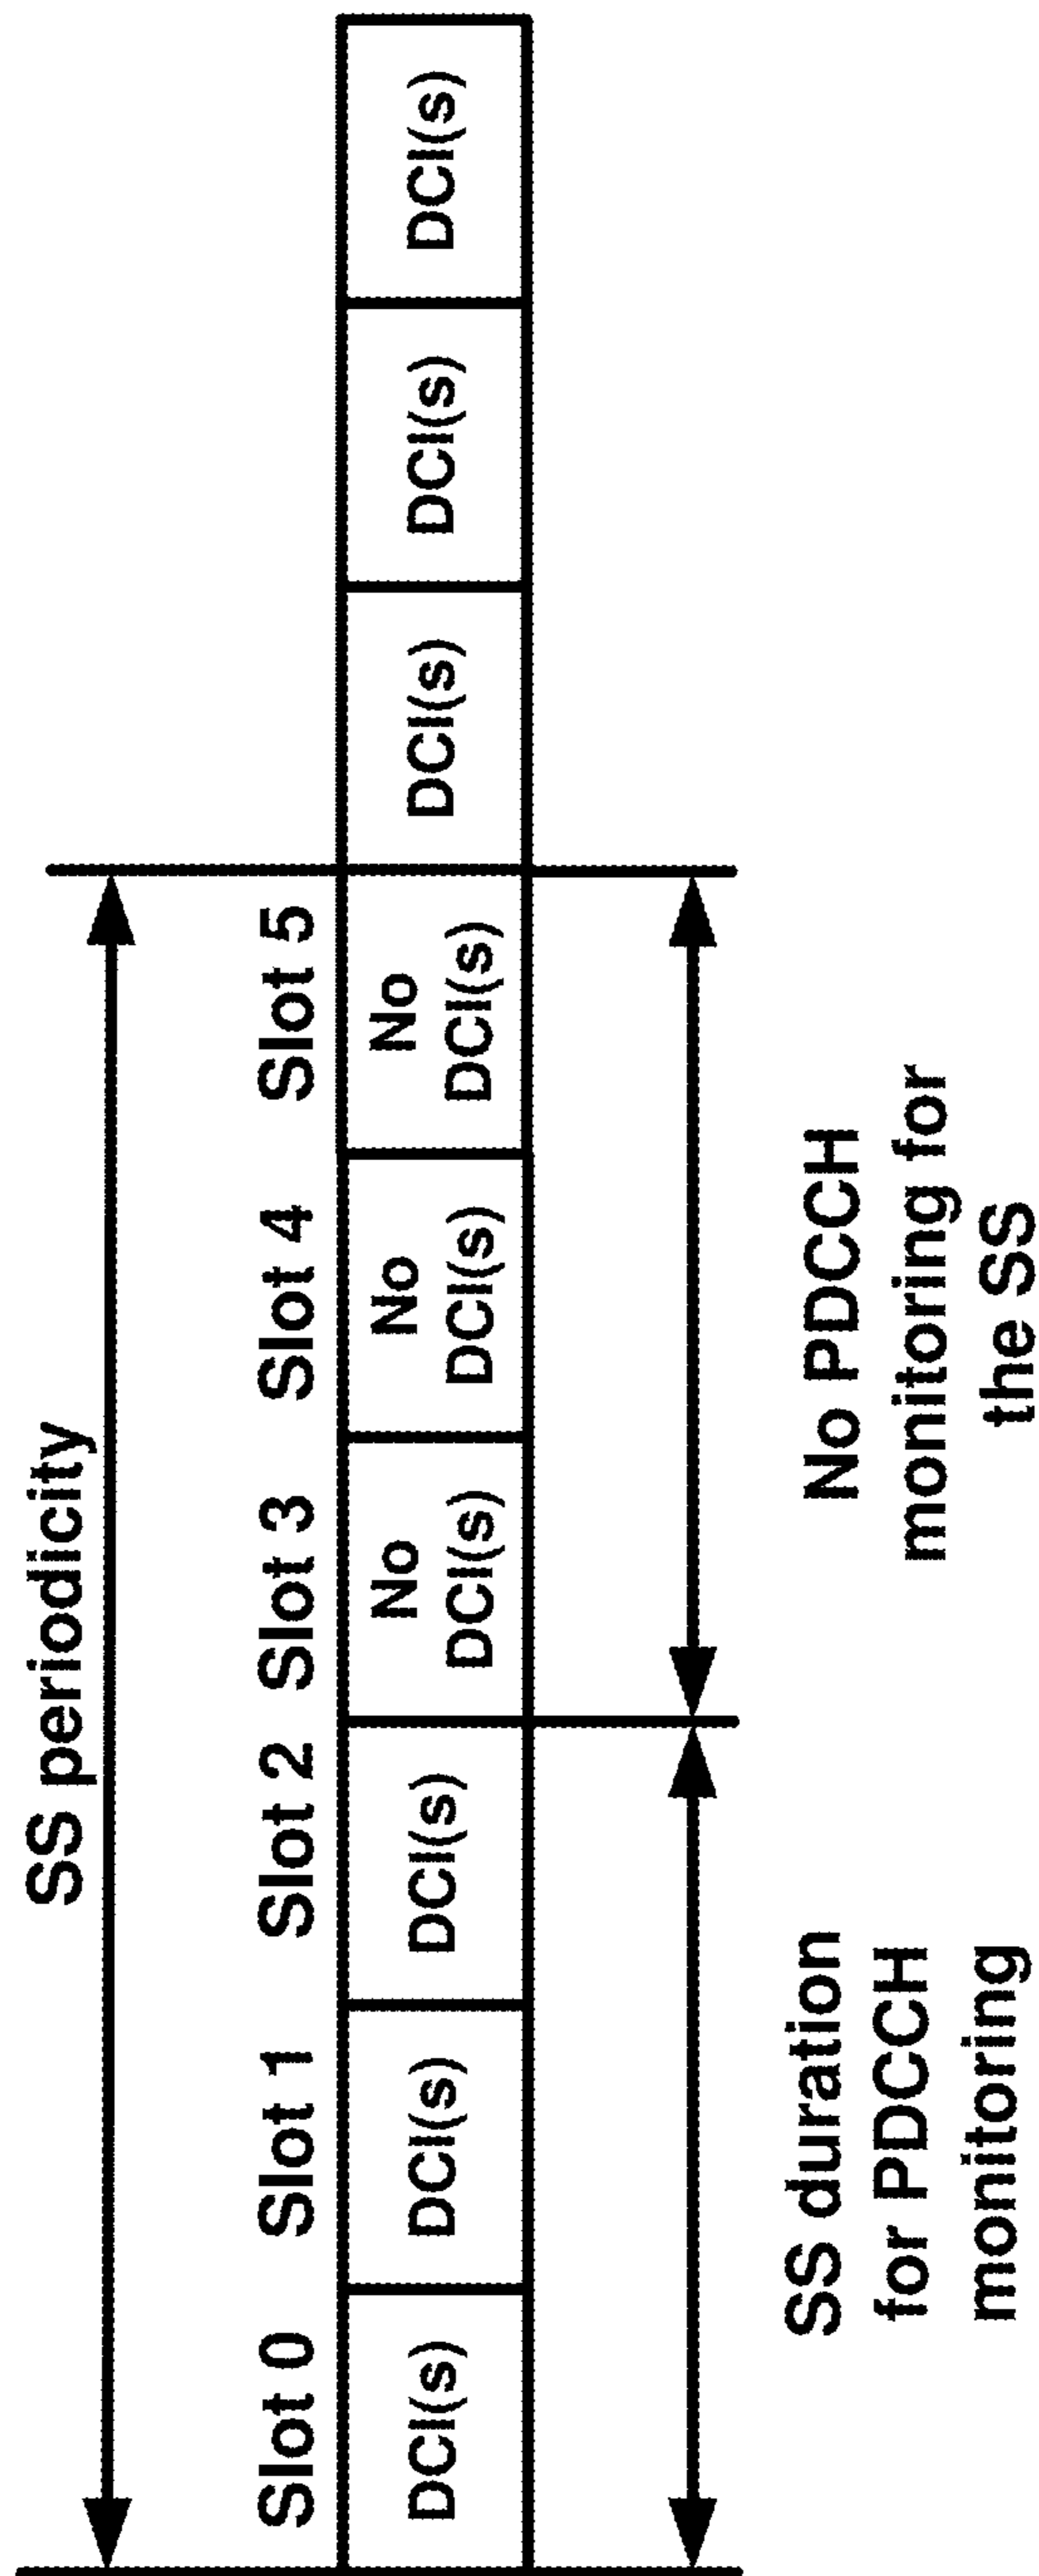 SS periodicity
Slot 0
Slot 1
Slot 2
Slot 3
Slot 4
Slot 5
DCI(s)
DCI(s)
DCI(s)
No
DCI(s)
No
DCI(s)
No
DCI(s)
DCI(s)
DCI(s)
DCI(s)
SS duration
for PDCCH
monitoring
No PDCCH
monitoring for
the SS